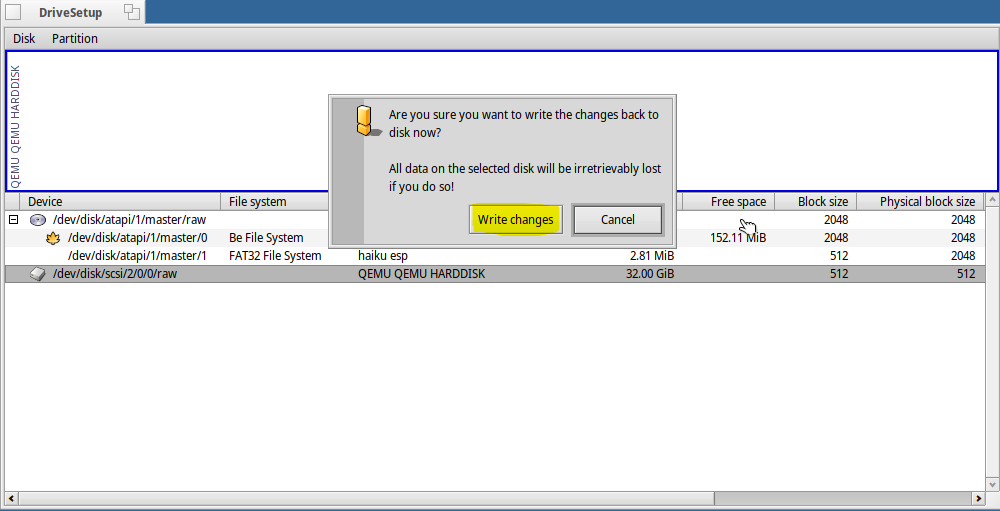 DriveSetup
Disk Partition
QEMU QEMU HARDDISK
Are you sure you want to write the changes back to
disk now?
All data on the selected disk will be irretrievably lost
if you do so!
Write changes Cancel
Device File system Free space Block size Physical block size
/dev/disk/atapi/1/master/raw 2048 2048
/dev/disk/atapi/1/master/0 Be File System 152.11 MiB 2048 2048
/dev/disk/atapi/1/master/1 FAT32 File System haiku esp 2.81 MiB 512 2048
/dev/disk/scsi/2/0/0/raw QEMU QEMU HARDDISK 32.00 GiB 512 512